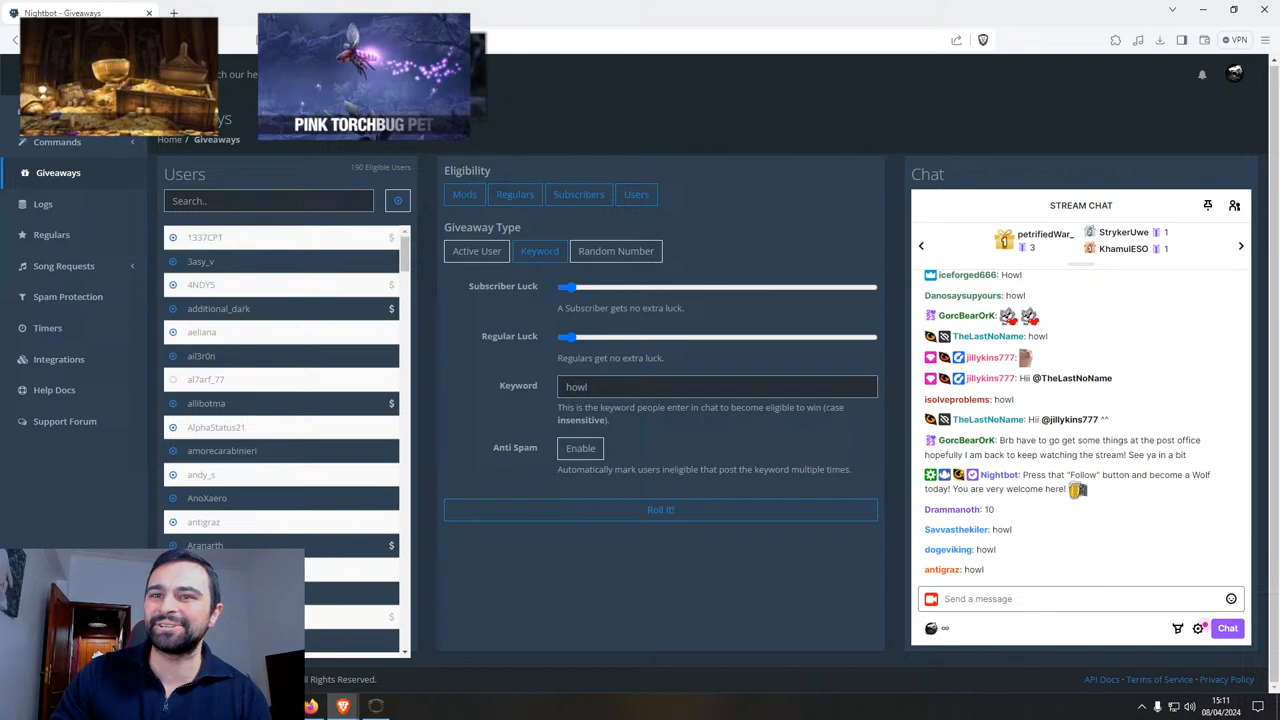 Nightbot - Giveaways
VPN
PINK TORCHBUG PET
Home / Giveaways
Commands
Giveaways
Logs
Regulars
Song Requests
Spam Protection
Timers
Integrations
Help Docs
Support Forum
Users
190 Eligible Users
Search..
1337CPT $
3asy_v
4NDY5 $
additional_dark $
aeliana
ail3r0n
al7arf_77
allibotma $
AlphaStatus21
amorecarabinieri
andy_s
AnoXaero
antigraz
Aranarth $
$
Eligibility
Mods
Regulars
Subscribers
Users
Giveaway Type
Active User
Keyword
Random Number
Subscriber Luck
A Subscriber gets no extra luck.
Regular Luck
Regulars get no extra luck.
Keyword
howl
This is the keyword people enter in chat to become eligible to win (case
insensitive).
Anti Spam
Enable
Automatically mark users ineligible that post the keyword multiple times.
Roll It!
Chat
STREAM CHAT
petrifiedWar_
3
StrykerUwe 1
KhamulESO 1
iceforged666: Howl
Danosaysupyours: howl
GorcBearOrK:
TheLastNoName: howl
jillykins777:
jillykins777: Hii @TheLastNoName
isolveproblems: howl
TheLastNoName: Hii @jillykins777 ^^
GorcBearOrK: Brb have to go get some things at the post office
hopefully I am back to keep watching the stream! See ya in a bit
Nightbot: Press that "Follow" button and become a Wolf
today! You are very welcome here!
Drammanoth: 10
Savvasthekiler: howl
dogeviking: howl
antigraz: howl
Send a message
Chat
ll Rights Reserved.
API Docs • Terms of Service • Privacy Policy
15:11
08/04/2024